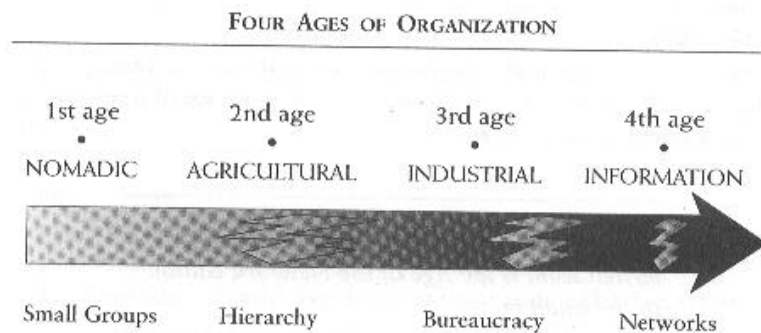 FOUR AGES OF ORGANIZATION
1st age 2nd age 3rd age 4th age
NOMADIC AGRICULTURAL INDUSTRIAL INFORMATION
Small Groups Hierarchy Bureaucracy Networks